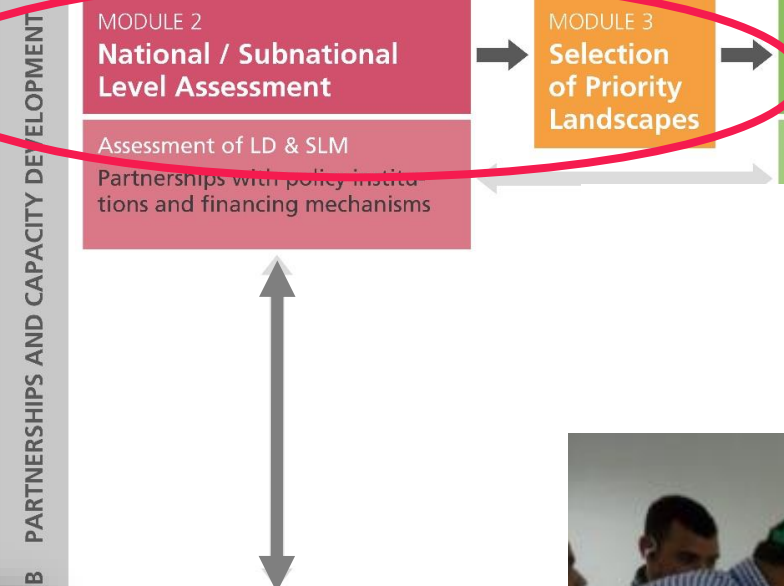 MODULE 2
National / Subnational
Level Assessment
Assessment of LD & SLM
Partnerships with policy institu-
tions and financing mechanisms
MODULE 3
Selection
of Priority
Landscapes
B PARTNERSHIPS AND CAPACITY DEVELOPMENT